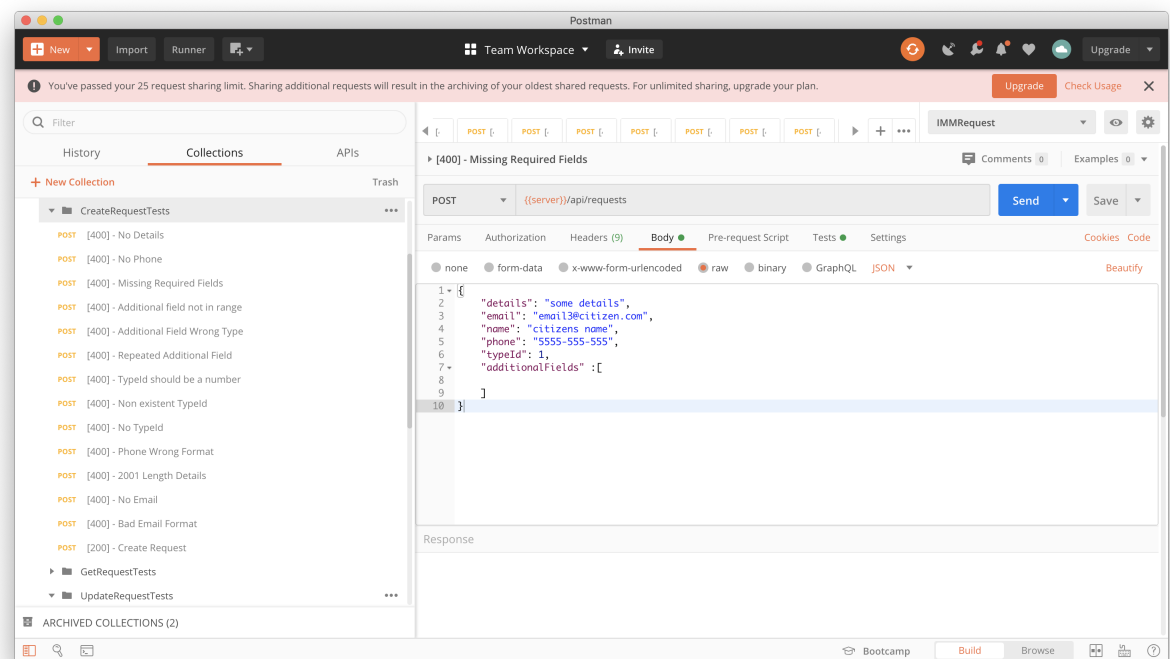 Postman
New
Import
Runner
Team Workspace
Invite
Upgrade
You've passed your 25 request sharing limit. Sharing additional requests will result in the archiving of your oldest shared requests. For unlimited sharing, upgrade your plan.
Upgrade
Check Usage
Filter
History Collections APIs
+ New Collection
Trash
CreateRequestTests
POST [400] - No Details
POST [400] - No Phone
POST [400] - Missing Required Fields
POST [400] - Additional field not in range
POST [400] - Additional Field Wrong Type
POST [400] - Repeated Additional Field
POST [400] - TypeId should be a number
POST [400] - Non existent TypeId
POST [400] - No TypeId
POST [400] - Phone Wrong Format
POST [400] - 2001 Length Details
POST [400] - No Email
POST [400] - Bad Email Format
POST [200] - Create Request
GetRequestTests
UpdateRequestTests
ARCHIVED COLLECTIONS (2)
[· POST [· POST [· POST [· POST [· POST [· POST [· POST [·
IMMRequest
[400] - Missing Required Fields
Comments 0
Examples 0
POST
{{server}}/api/requests
Send
Save
Params Authorization Headers (9) Body Pre-request Script Tests Settings
Cookies Code
none form-data x-www-form-urlencoded raw binary GraphQL JSON
Beautify
1 {
2 "details": "some details",
3 "email": "email3@citizen.com",
4 "name": "citizens name",
5 "phone": "5555-555-555",
6 "typeId": 1,
7 "additionalFields" :[
8
9 ]
10 }
Response
Bootcamp
Build
Browse